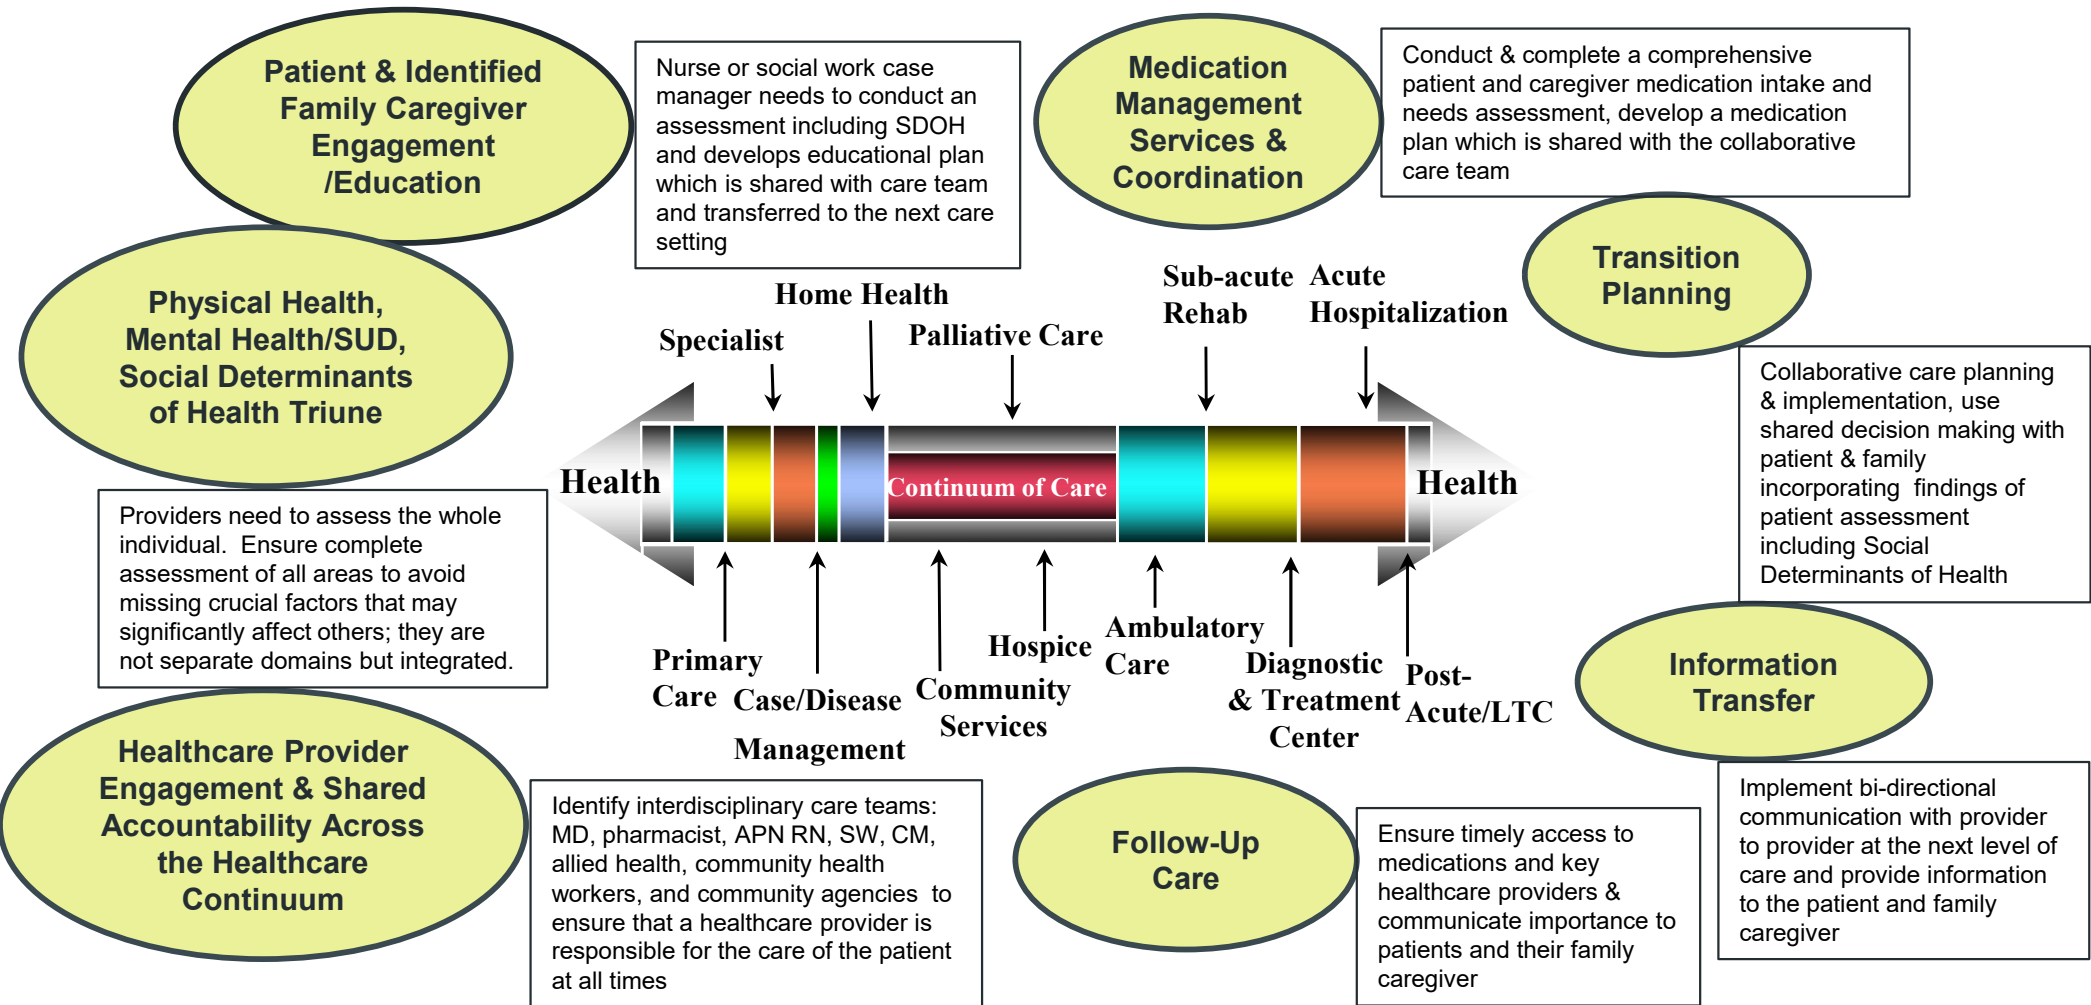 Patient & Identified
Family Caregiver
Engagement
/Education
Nurse or social work case
manager needs to conduct an
assessment including SDOH
and develops educational plan
which is shared with care team
and transferred to the next care
setting
Medication
Management
Services &
Coordination
Conduct & complete a comprehensive
patient and caregiver medication intake and
needs assessment, develop a medication
plan which is shared with the collaborative
care team
Transition
Planning
Collaborative care planning
& implementation, use
shared decision making with
patient & family
incorporating  findings of
patient assessment
including Social
Determinants of Health
Physical Health,
Mental Health/SUD,
Social Determinants
of Health Triune
Providers need to assess the whole
individual.  Ensure complete
assessment of all areas to avoid
missing crucial factors that may
significantly affect others; they are
not separate domains but integrated.
Specialist
Home Health
Palliative Care
Sub-acute
Rehab
Acute
Hospitalization
Health
Continuum of Care
Health
Primary
Care
Case/Disease
Management
Community
Services
Hospice
Ambulatory
Care
Diagnostic
& Treatment
Center
Post-
Acute/LTC
Information
Transfer
Implement bi-directional
communication with provider
to provider at the next level of
care and provide information
to the patient and family
caregiver
Healthcare Provider
Engagement & Shared
Accountability Across
the Healthcare
Continuum
Identify interdisciplinary care teams:
MD, pharmacist, APN RN, SW, CM,
allied health, community health
workers, and community agencies  to
ensure that a healthcare provider is
responsible for the care of the patient
at all times
Follow-Up
Care
Ensure timely access to
medications and key
healthcare providers &
communicate importance to
patients and their family
caregiver